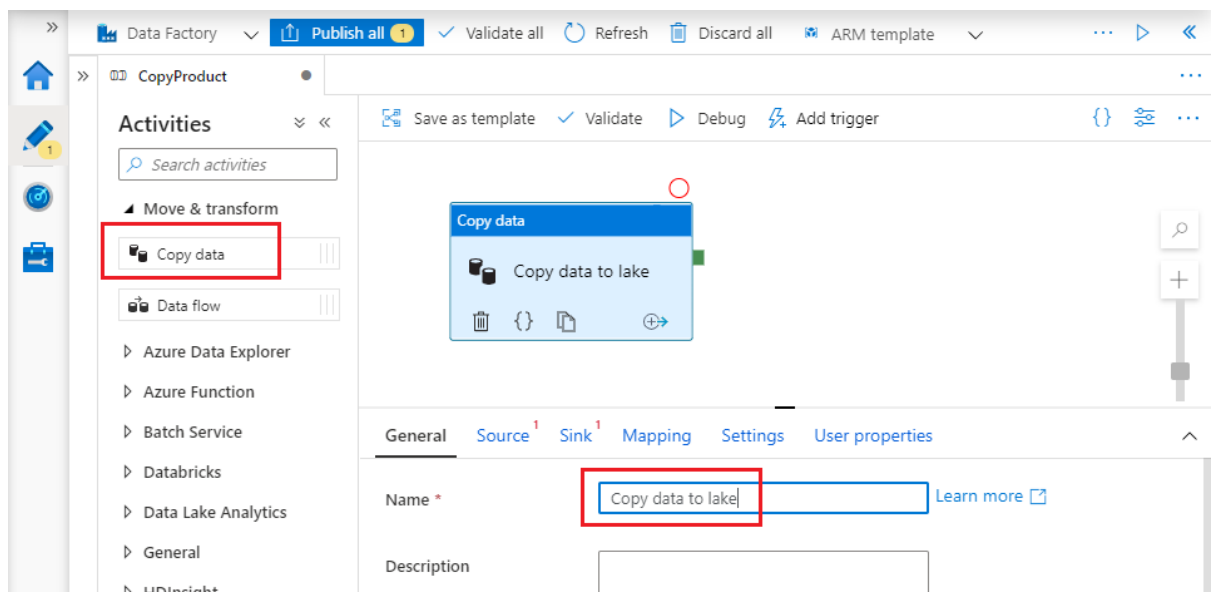 Data Factory Publish all 1 Validate all Refresh Discard all ARM template
CopyProduct
Activities
Save as template Validate Debug Add trigger
1
Search activities
Move & transform
Copy data
Copy data
Copy data to lake
Data flow
Azure Data Explorer
Azure Function
Batch Service
General Source 1 Sink 1 Mapping Settings User properties
Databricks
Name * Copy data to lake Learn more
Data Lake Analytics
General
Description
HDInsight